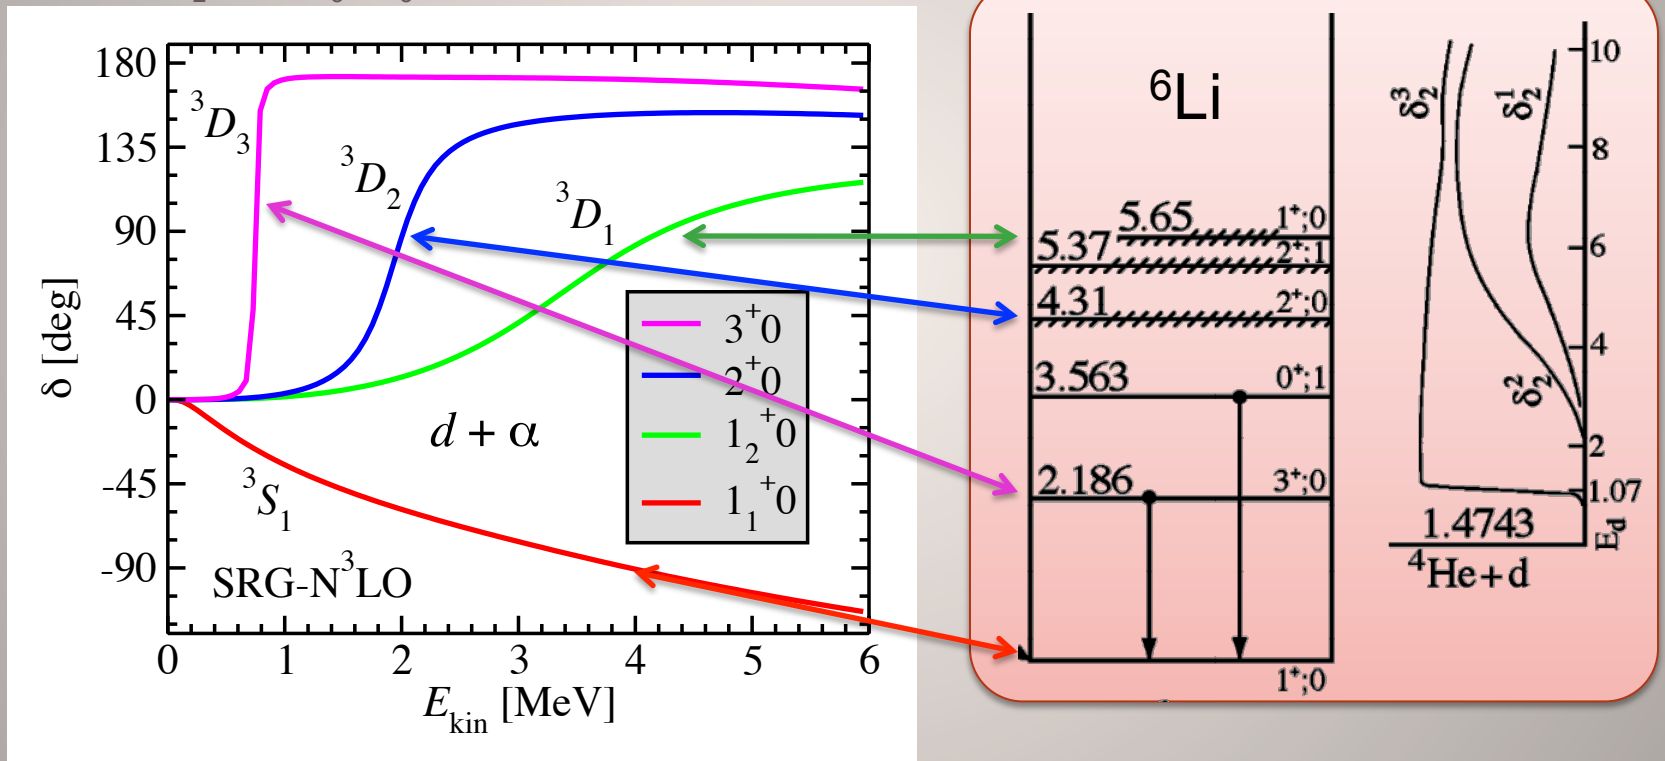 180
135
90
45
0
-45
-90
δ [deg]
0 1 2 3 4 5 6
E_kin [MeV]
³D₃
³D₂
³D₁
³S₁
d + α
SRG-N³LO
3⁺0
2⁺0
1₂⁺0
1₁⁺0
⁶Li
5.65 1⁺;0
5.37 2⁺;1
4.31 2⁺;0
3.563 0⁺;1
2.186 3⁺;0
1⁺;0
δ³₂
δ¹₂
δ²₂
10
8
6
4
2
1.07
E_d
1.4743
⁴He+d